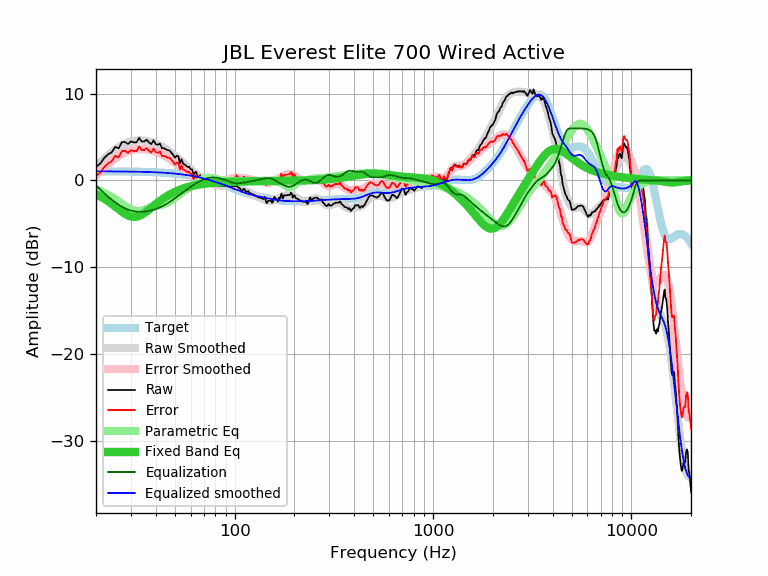 JBL Everest Elite 700 Wired Active
Amplitude (dBr)
10
0
−10
−20
−30
Target
Raw Smoothed
Error Smoothed
Raw
Error
Parametric Eq
Fixed Band Eq
Equalization
Equalized smoothed
100 1000 10000
Frequency (Hz)